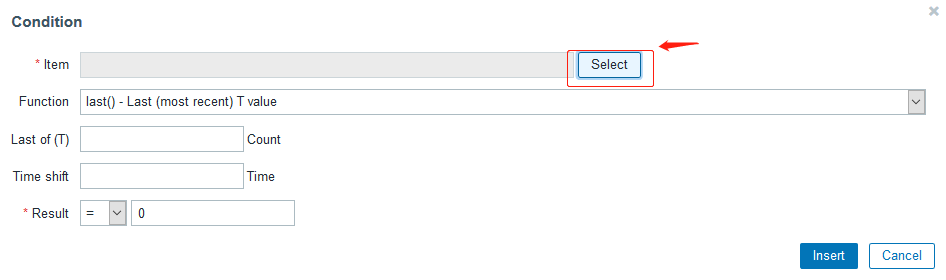 Condition
* Item Select
Function last() - Last (most recent) T value
Last of (T) Count
Time shift Time
* Result = 0
Insert Cancel